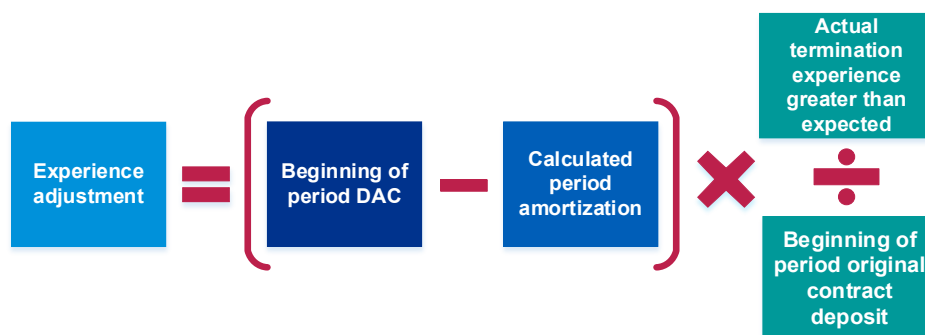 Experience
adjustment
Beginning of
period DAC
Calculated
period
amortization
Actual
termination
experience
greater than
expected
Beginning of
period original
contract
deposit